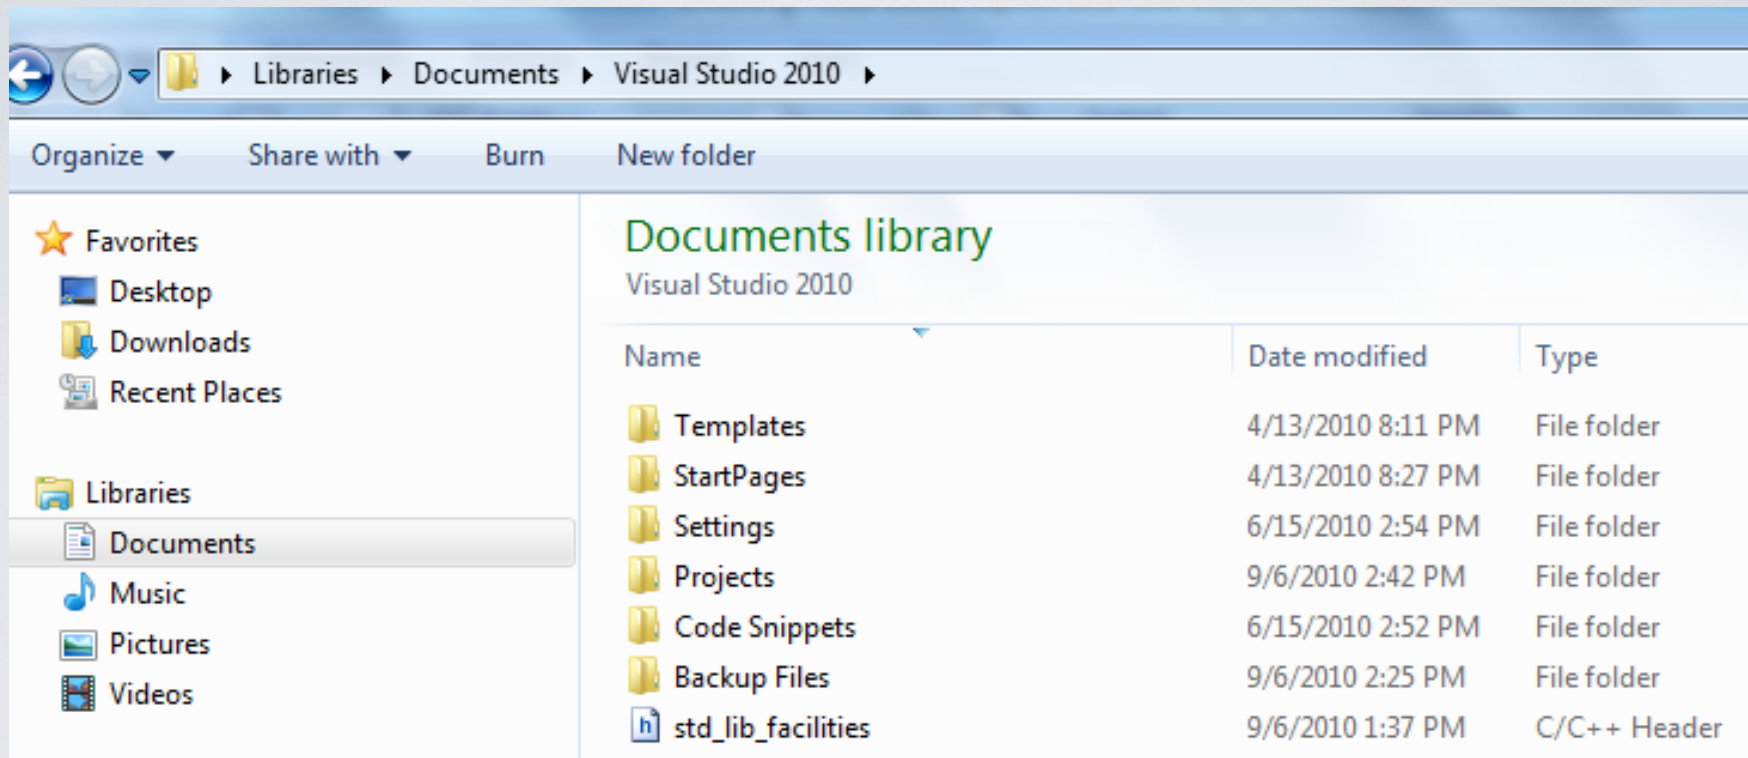 Libraries Documents Visual Studio 2010
Organize Share with Burn New folder
Favorites
Desktop
Downloads
Recent Places
Libraries
Documents
Music
Pictures
Videos
Documents library
Visual Studio 2010
Name Date modified Type
Templates 4/13/2010 8:11 PM File folder
StartPages 4/13/2010 8:27 PM File folder
Settings 6/15/2010 2:54 PM File folder
Projects 9/6/2010 2:42 PM File folder
Code Snippets 6/15/2010 2:52 PM File folder
Backup Files 9/6/2010 2:25 PM File folder
h std_lib_facilities 9/6/2010 1:37 PM C/C++ Header